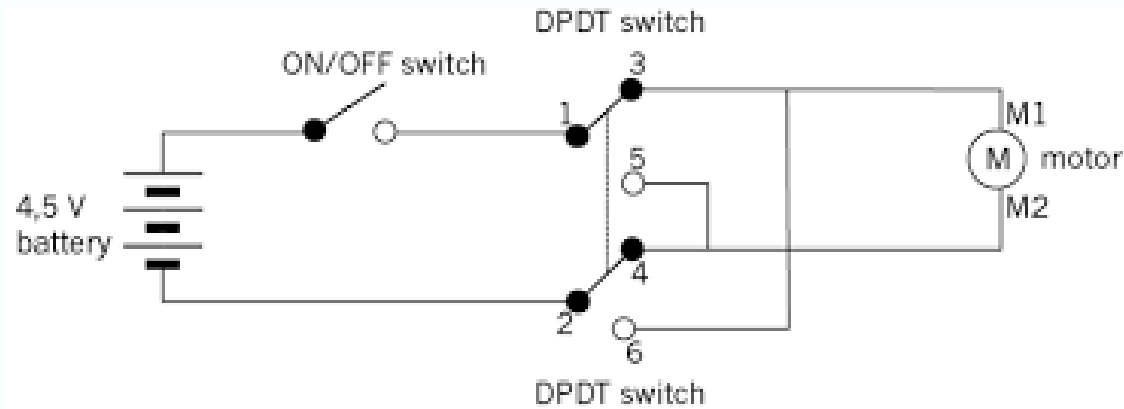 DPDT switch
ON/OFF switch
3
1
M1
5
M
motor
4,5 V
battery
M2
4
2
6
DPDT switch